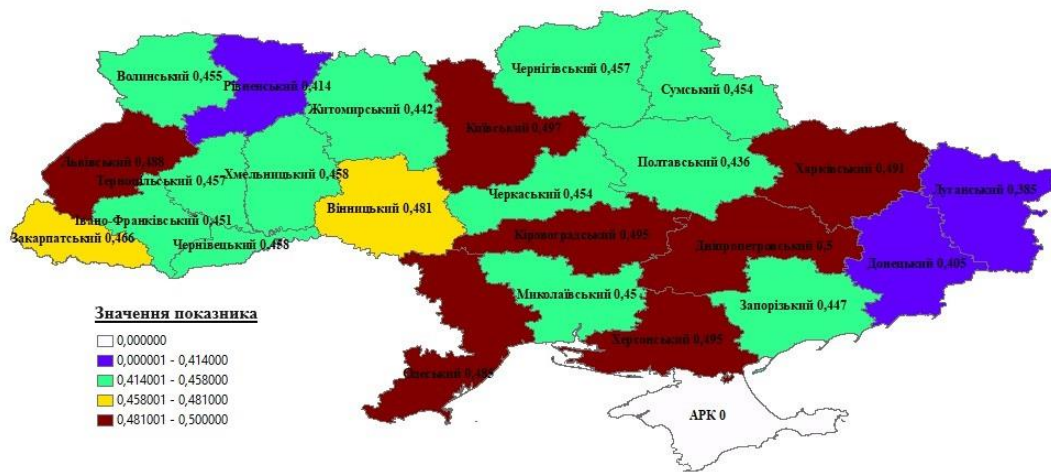 Волинський 0,455
Рівненський 0,414
Житомирський 0,442
Чернігівський 0,457
Сумський 0,454
Київський 0,497
Львівський 0,488
Тернопільський 0,457
Хмельницький 0,458
Полтавський 0,436
Харківський 0,491
Луганський 0,385
Черкаський 0,454
Вінницький 0,481
Івано-Франківський 0,451
Закарпатський 0,466
Чернівецький 0,458
Кіровоградський 0,495
Дніпропетровський 0,5
Донецький 0,405
Миколаївський 0,45
Запорізький 0,447
Херсонський 0,495
Одеський
АРК 0
Значення показника
0,000000
0,000001 - 0,414000
0,414001 - 0,458000
0,458001 - 0,481000
0,481001 - 0,500000